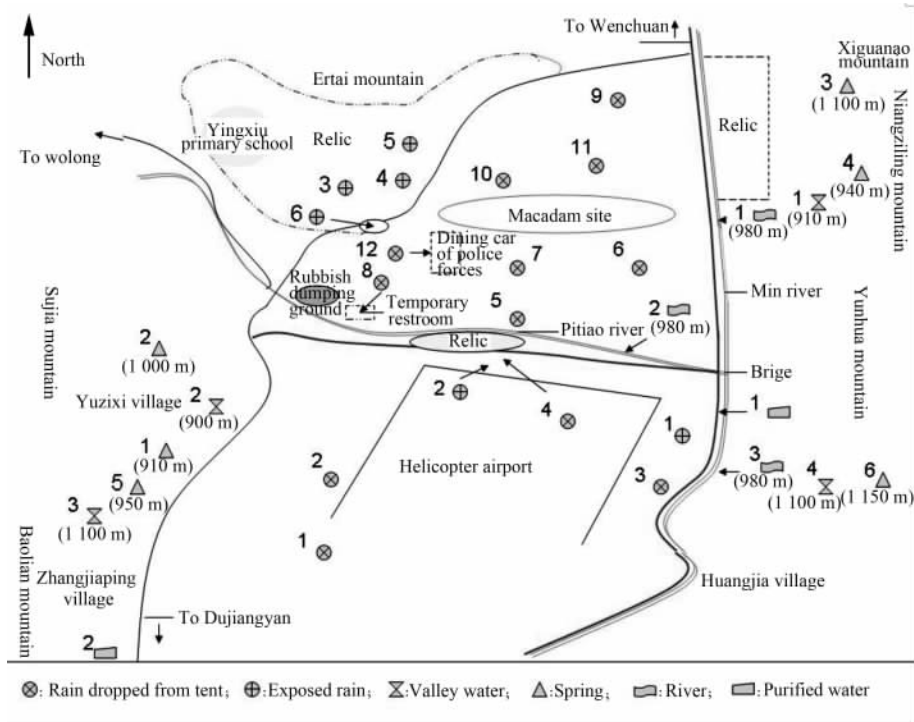 To Wenchuan
North
Xiguanao
mountain
Ertai mountain
3
(1 100 m)
Niangziling mountain
9
Relic
Yingxiu
primary school
Relic
5
To wolong
11
4
(940 m)
10
4
3
1
(910 m)
1
(980 m)
6
Macadam site
12
Dining car
of police
forces
7
6
8
Rubbish
dumping
ground
Temporary
restroom
Min river
Sujia mountain
5
2
(980 m)
Pitiao river
Yunhua mountain
2
(1 000 m)
Relic
Brige
Yuzixi village
2
(900 m)
2
4
1
1
1
(910 m)
Helicopter airport
2
3
3
(980 m)
4
(1 100 m)
6
(1 150 m)
5
(950 m)
3
(1 100 m)
Baolian mountain
1
Zhangjiaping
village
Huangjia village
To Dujiangyan
2
: Rain dropped from tent; : Exposed rain; :Valley water; : Spring; : River; : Purified water